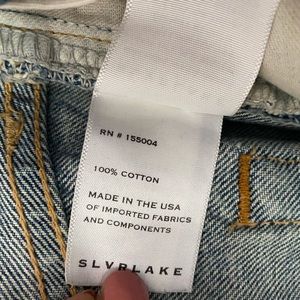 RN # 155004
100% COTTON
MADE IN THE USA
OF IMPORTED FABRICS
AND COMPONENTS
SLVRLAKE